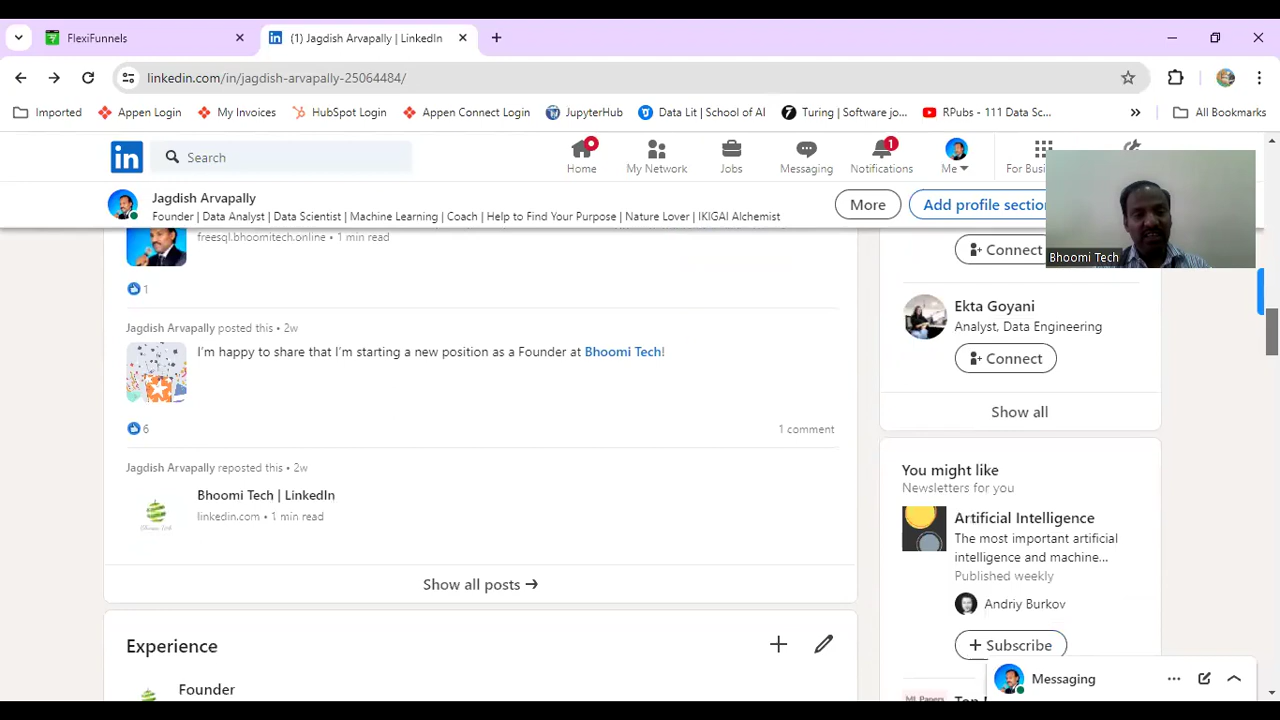 FlexiFunnels
(1) Jagdish Arvapally | LinkedIn
linkedin.com/in/jagdish-arvapally-25064484/
Imported
Appen Login
My Invoices
HubSpot Login
Appen Connect Login
JupyterHub
Data Lit | School of AI
Turing | Software jo...
RPubs - 111 Data Sc...
All Bookmarks
in
Search
Home
My Network
Jobs
Messaging
1
Notifications
Me
For Busi
Jagdish Arvapally
Founder | Data Analyst | Data Scientist | Machine Learning | Coach | Help to Find Your Purpose | Nature Lover | IKIGAI Alchemist
More
Add profile section
Bhoomi Tech
freesql.bhoomitech.online • 1 min read
1
Jagdish Arvapally posted this • 2w
I'm happy to share that I'm starting a new position as a Founder at Bhoomi Tech!
6
1 comment
Jagdish Arvapally reposted this • 2w
Bhoomi Tech | LinkedIn
linkedin.com • 1 min read
Show all posts →
Experience
Founder
Connect
Ekta Goyani
Analyst, Data Engineering
Connect
Show all
You might like
Newsletters for you
Artificial Intelligence
The most important artificial
intelligence and machine...
Published weekly
Andriy Burkov
+ Subscribe
Messaging